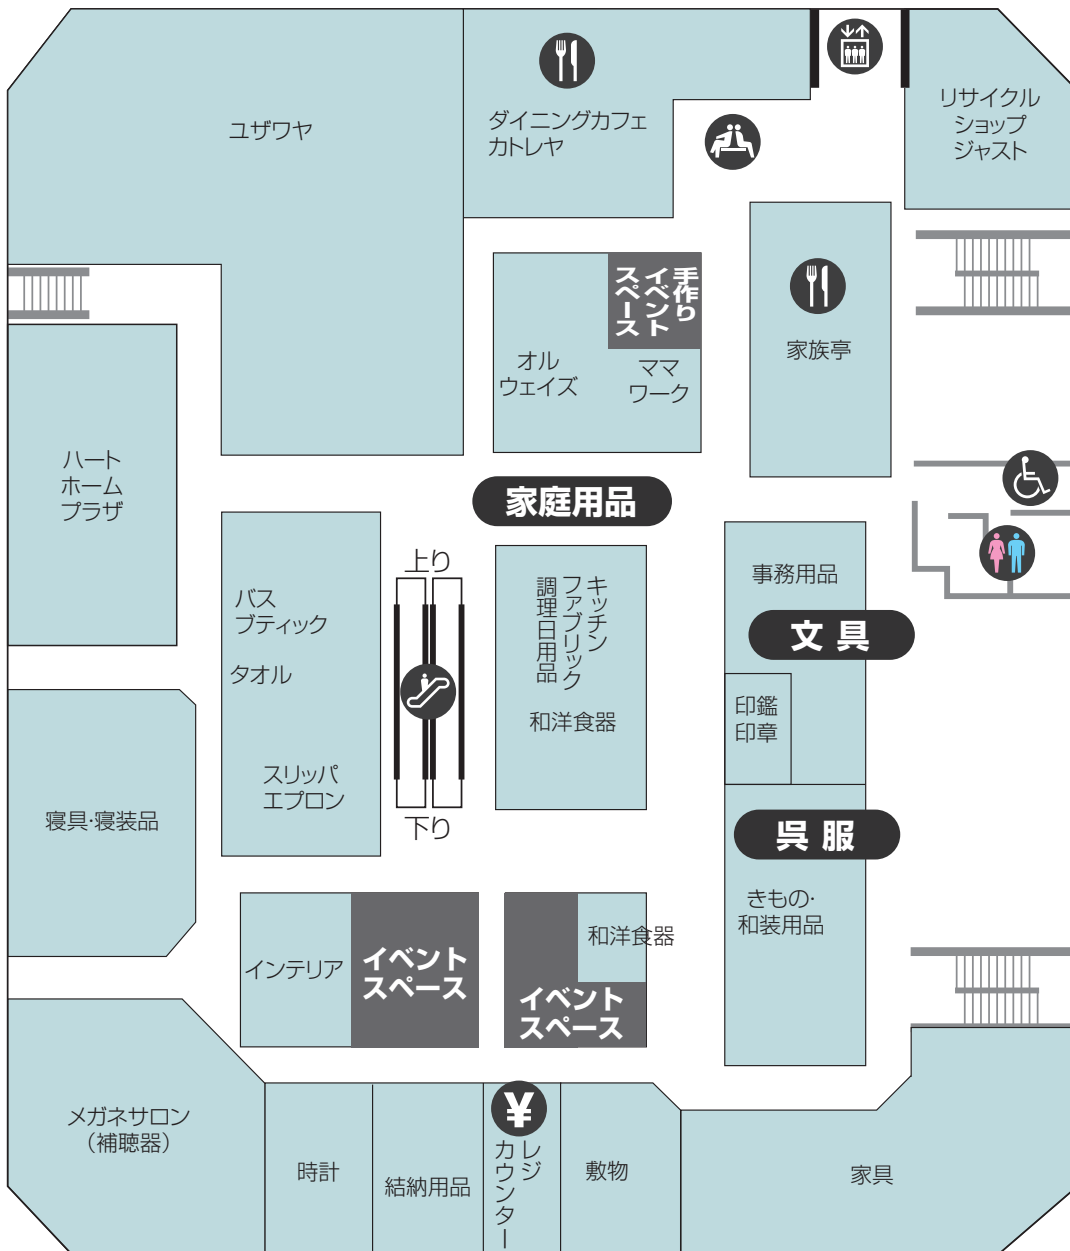 ユザワヤ
ダイニングカフェ
カトレヤ
リサイクル
ショップ
ジャスト
手作り
イベント
スペース
オル
ウェイズ
ママ
ワーク
家族亭
ハート
ホーム
プラザ
家庭用品
上り
バス
ブティック
タオル
スリッパ
エプロン
下り
キッチン
ファブリック
調理日用品
和洋食器
事務用品
文具
印鑑
印章
呉服
きもの・
和装用品
寝具・寝装品
インテリア
イベント
スペース
和洋食器
イベント
スペース
メガネサロン
（補聴器）
時計
結納用品
¥
レジ
カウンター
敷物
家具